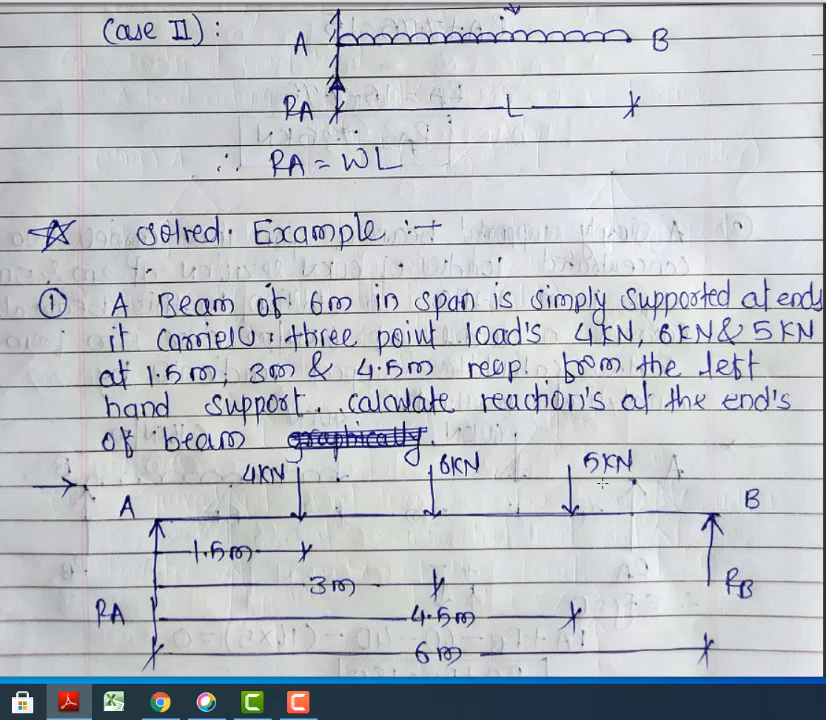 Case II) :
A B
RA L
∴ RA = WL
☆ Solved. Example :-
① A Beam of 6m in span is simply supported at ends
it carries three point load's 4KN, 6KN & 5KN
at 1.5m, 3m & 4.5m resp. from the left
hand support. calculate reaction's at the end's
of beam
4KN 6KN 5KN
A B
1.5m
3m RB
RA 4.5m
6m